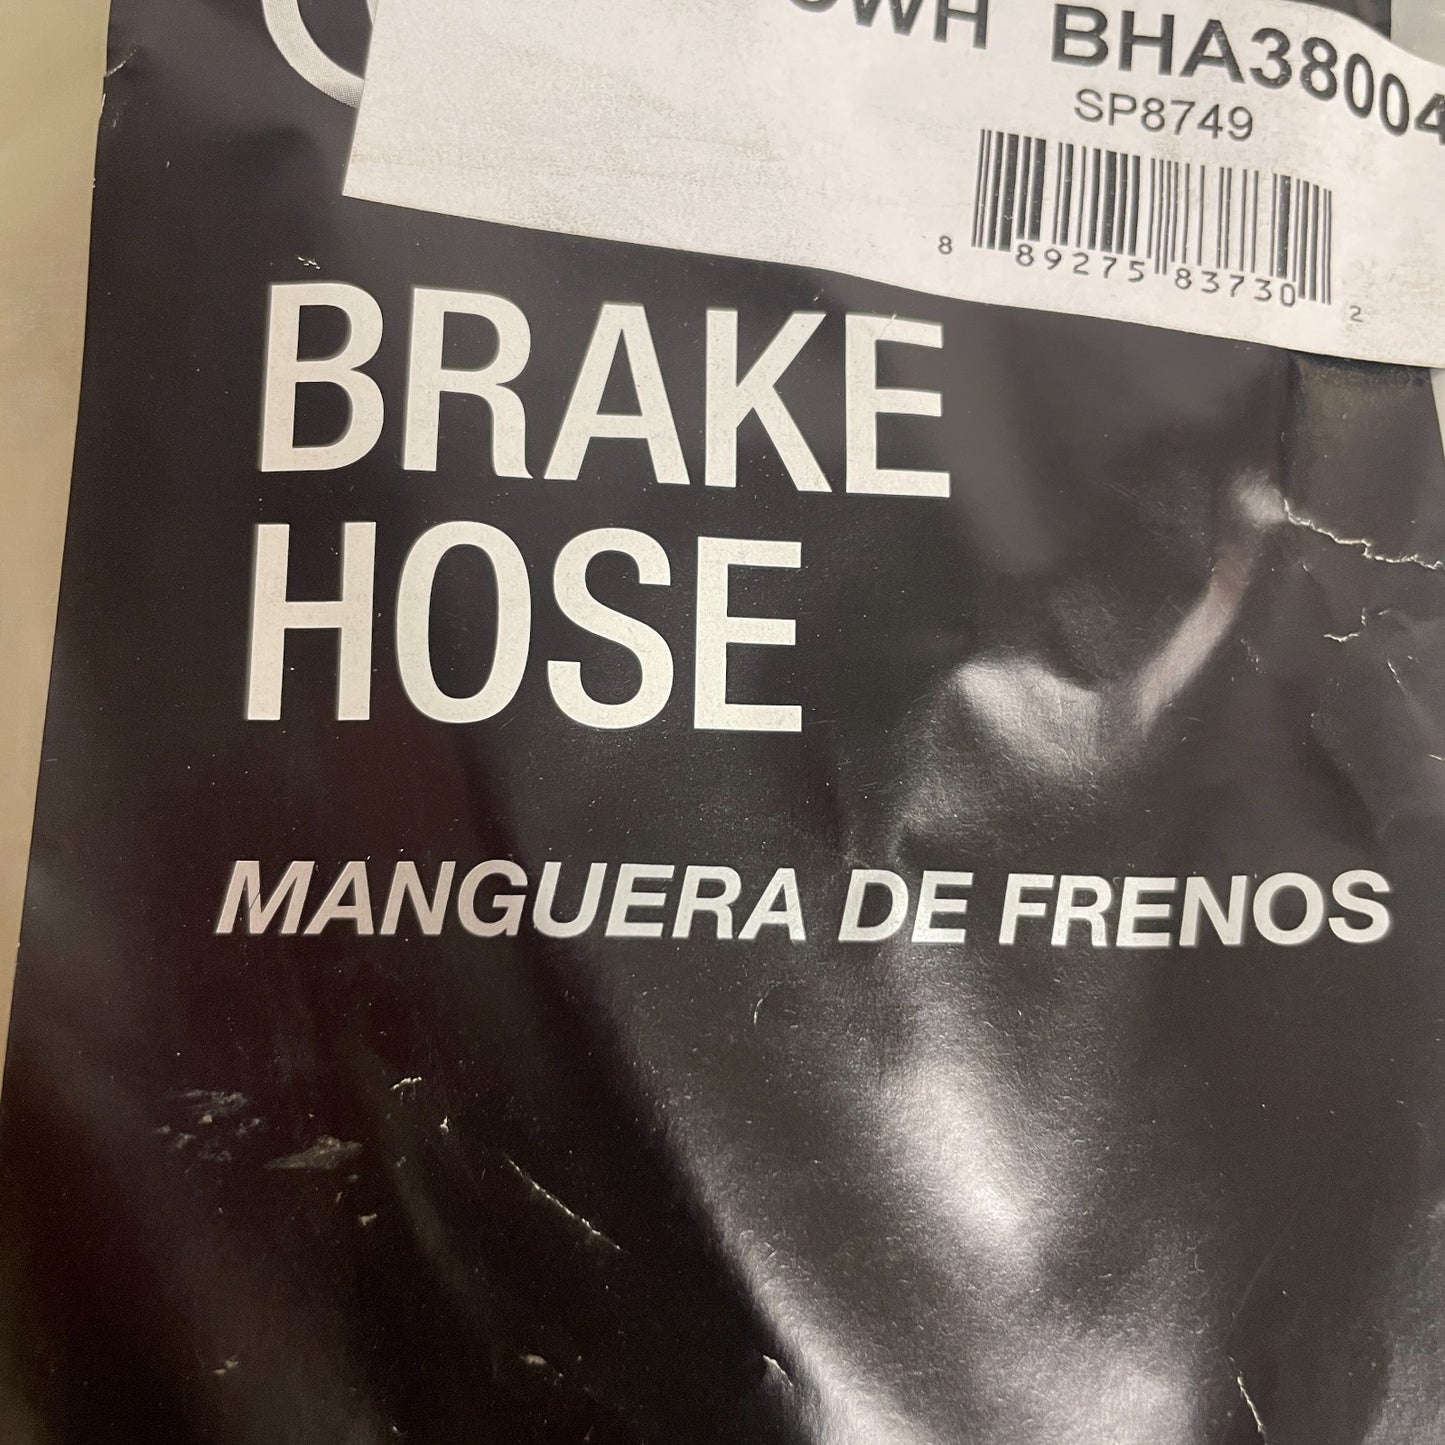 BHA38004
SP8749
8 89275 83730 2
BRAKE
HOSE
MANGUERA DE FRENOS